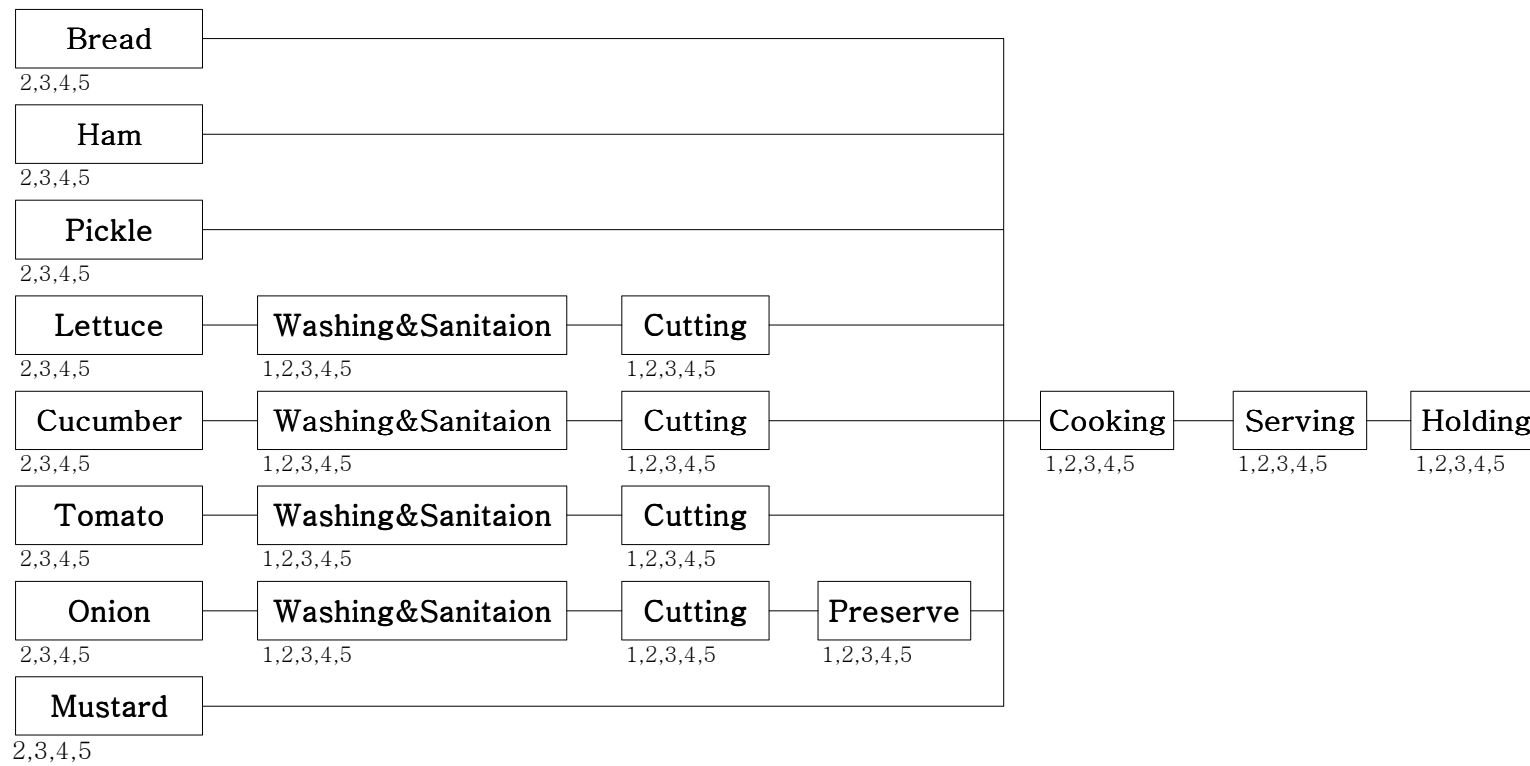 Bread
2,3,4,5
Ham
2,3,4,5
Pickle
2,3,4,5
Lettuce Washing&Sanitaion Cutting
2,3,4,5 1,2,3,4,5 1,2,3,4,5
Cucumber Washing&Sanitaion Cutting Cooking Serving Holding
2,3,4,5 1,2,3,4,5 1,2,3,4,5 1,2,3,4,5 1,2,3,4,5 1,2,3,4,5
Tomato Washing&Sanitaion Cutting
2,3,4,5 1,2,3,4,5 1,2,3,4,5
Onion Washing&Sanitaion Cutting Preserve
2,3,4,5 1,2,3,4,5 1,2,3,4,5 1,2,3,4,5
Mustard
2,3,4,5